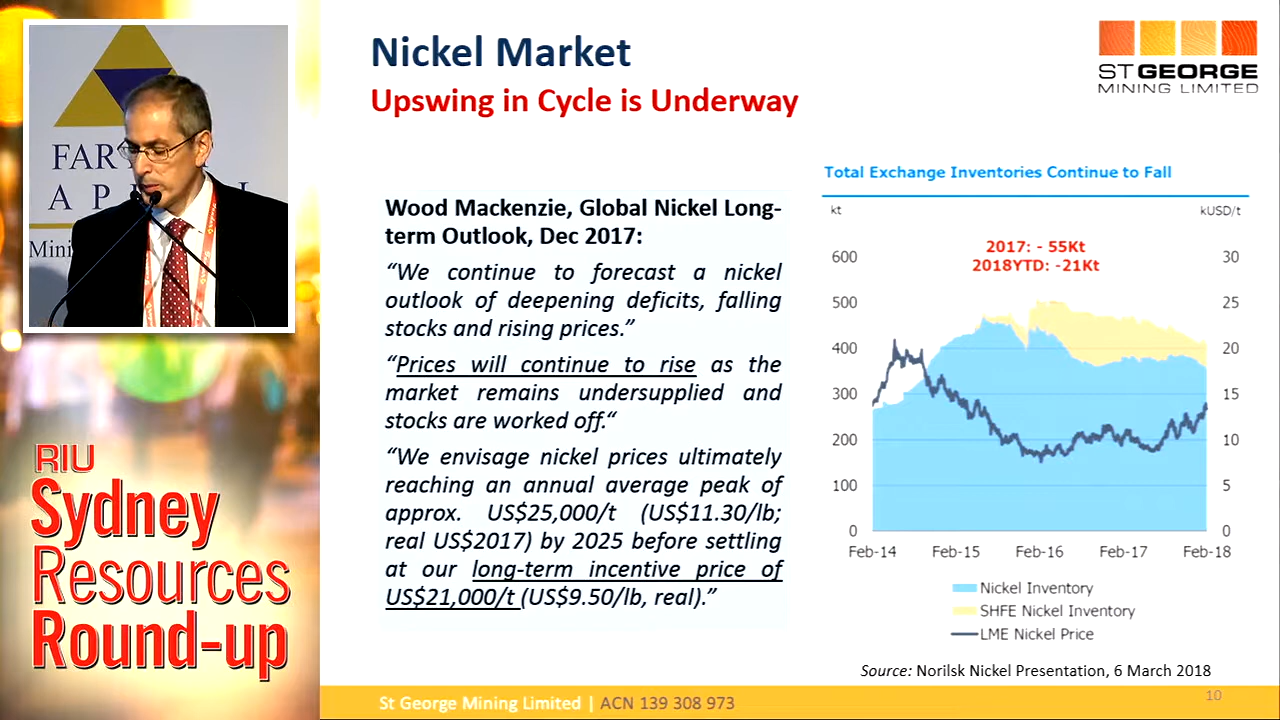 Nickel Market
Upswing in Cycle is Underway
ST GEORGE
MINING LIMITED
FAR
A P
Mini
RIU
Sydney
Resources
Round-up
Wood Mackenzie, Global Nickel Long-
term Outlook, Dec 2017:
“We continue to forecast a nickel
outlook of deepening deficits, falling
stocks and rising prices.”
“Prices will continue to rise as the
market remains undersupplied and
stocks are worked off.“
“We envisage nickel prices ultimately
reaching an annual average peak of
approx. US$25,000/t (US$11.30/lb;
real US$2017) by 2025 before settling
at our long-term incentive price of
US$21,000/t (US$9.50/lb, real).”
Total Exchange Inventories Continue to Fall
kt kUSD/t
2017: - 55Kt
2018YTD: -21Kt
600 30
500 25
400 20
300 15
200 10
100 5
0 0
Feb-14 Feb-15 Feb-16 Feb-17 Feb-18
Nickel Inventory
SHFE Nickel Inventory
LME Nickel Price
Source: Norilsk Nickel Presentation, 6 March 2018
St George Mining Limited | ACN 139 308 973
10